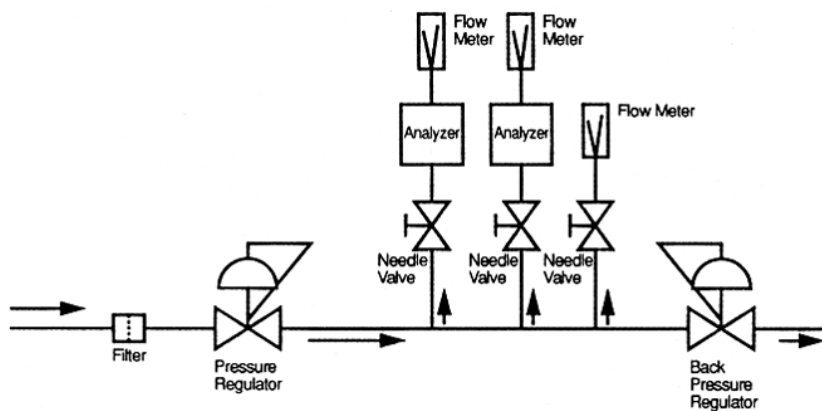 Flow
Meter
Flow
Meter
Flow Meter
Analyzer
Analyzer
Needle
Valve
Needle
Valve
Needle
Valve
Filter
Pressure
Regulator
Back
Pressure
Regulator